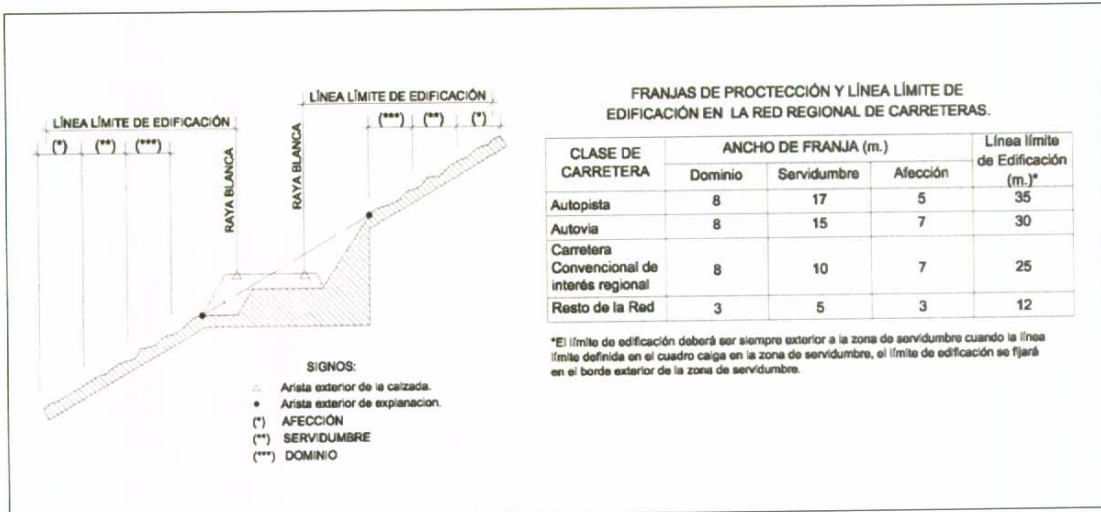 LÍNEA LÍMITE DE EDIFICACIÓN
(***) (**) (*)
LÍNEA LÍMITE DE EDIFICACIÓN
(*) (**) (***)
RAYA BLANCA
RAYA BLANCA
SIGNOS:
△ Arista exterior de la calzada.
● Arista exterior de explanacion.
(*) AFECCIÓN
(**) SERVIDUMBRE
(***) DOMINIO
FRANJAS DE PROCTECCIÓN Y LÍNEA LÍMITE DE
EDIFICACIÓN EN LA RED REGIONAL DE CARRETERAS.
CLASE DE CARRETERA ANCHO DE FRANJA (m.) Línea límite de Edificación (m.)*
Dominio Servidumbre Afección
Autopista 8 17 5 35
Autovia 8 15 7 30
Carretera
Convencional de 8 10 7 25
interés regional
Resto de la Red 3 5 3 12
*El límite de edificación deberá ser siempre exterior a la zona de servidumbre cuando la línea
límite definida en el cuadro caiga en la zona de servidumbre, el límite de edificación se fijará
en el borde exterior de la zona de servidumbre.